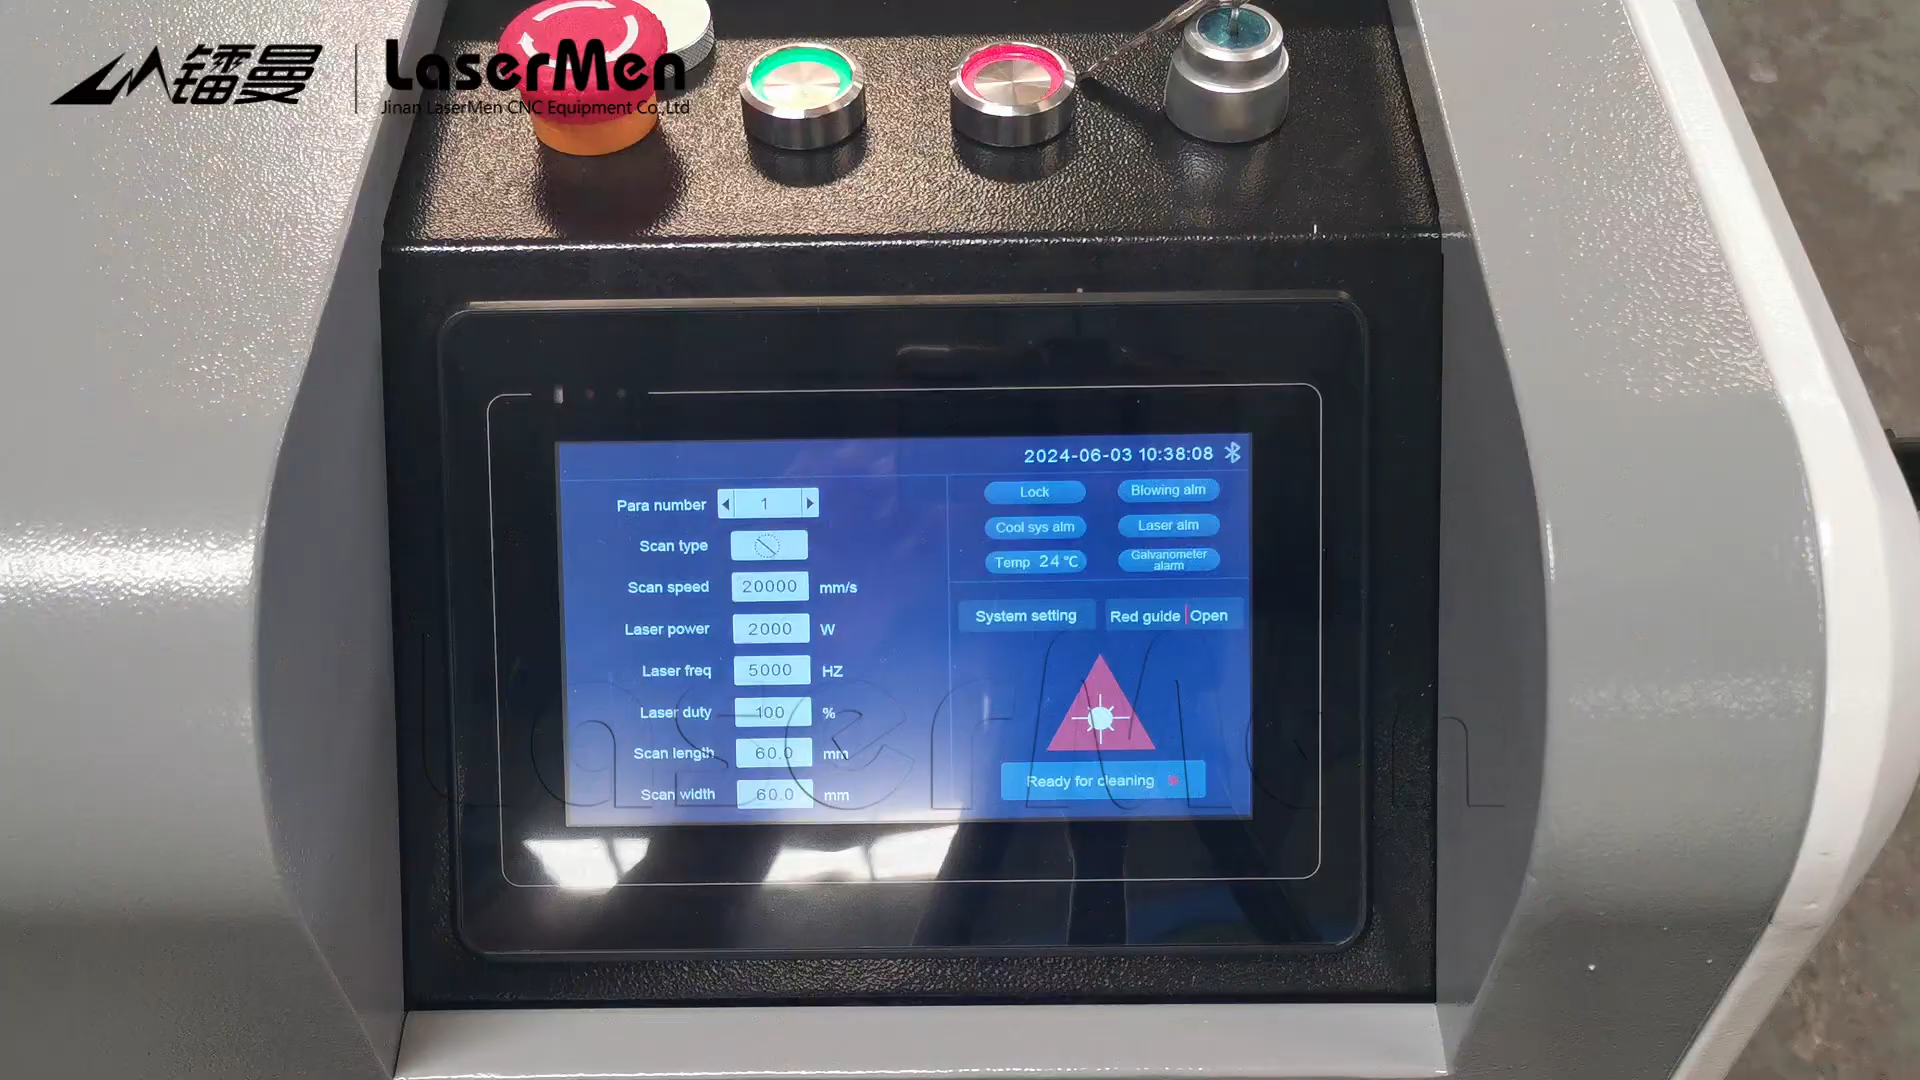 镭曼
LaserMen
Jinan LaserMen CNC Equipment Co.,Ltd
2024-06-03 10:38:08
Para number 1
Scan type
Scan speed 20000 mm/s
Laser power 2000 W
Laser freq 5000 HZ
Laser duty 100 %
Scan length 60.0 mm
Scan width 60.0 mm
Lock
Blowing alm
Cool sys alm
Laser alm
Temp 24℃
Galvanometer
alarm
System setting
Red guide Open
Ready for cleaning
LaserMen